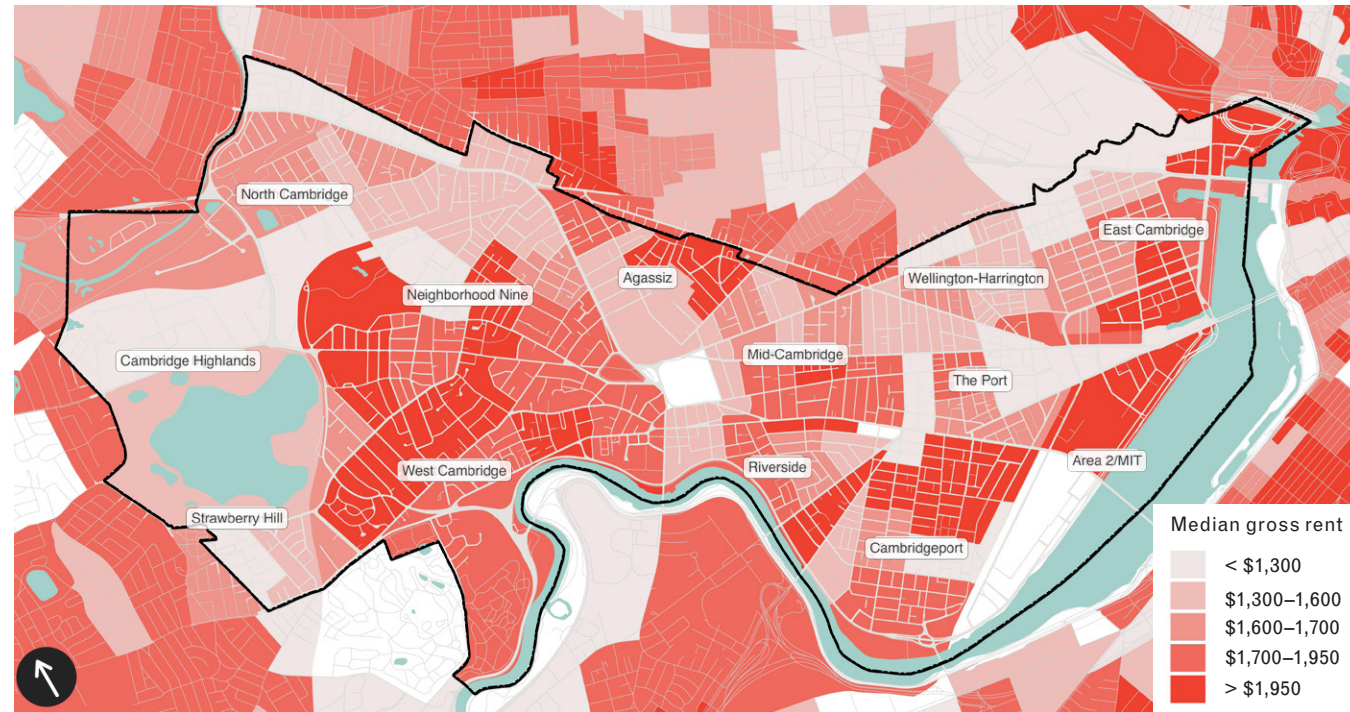 North Cambridge
East Cambridge
Agassiz
Wellington-Harrington
Neighborhood Nine
Mid-Cambridge
Cambridge Highlands
The Port
Area 2/MIT
West Cambridge
Riverside
Strawberry Hill
Cambridgeport
Median gross rent
< $1,300
$1,300–1,600
$1,600–1,700
$1,700–1,950
> $1,950